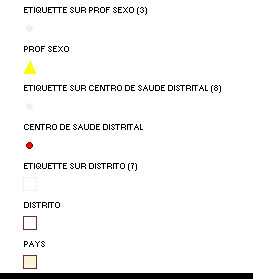 ETIQUETTE SUR PROF SEXO (3)
PROF SEXO
ETIQUETTE SUR CENTRO DE SAUDE DISTRITAL (8)
CENTRO DE SAUDE DISTRITAL
ETIQUETTE SUR DISTRITO (7)
DISTRITO
PAYS